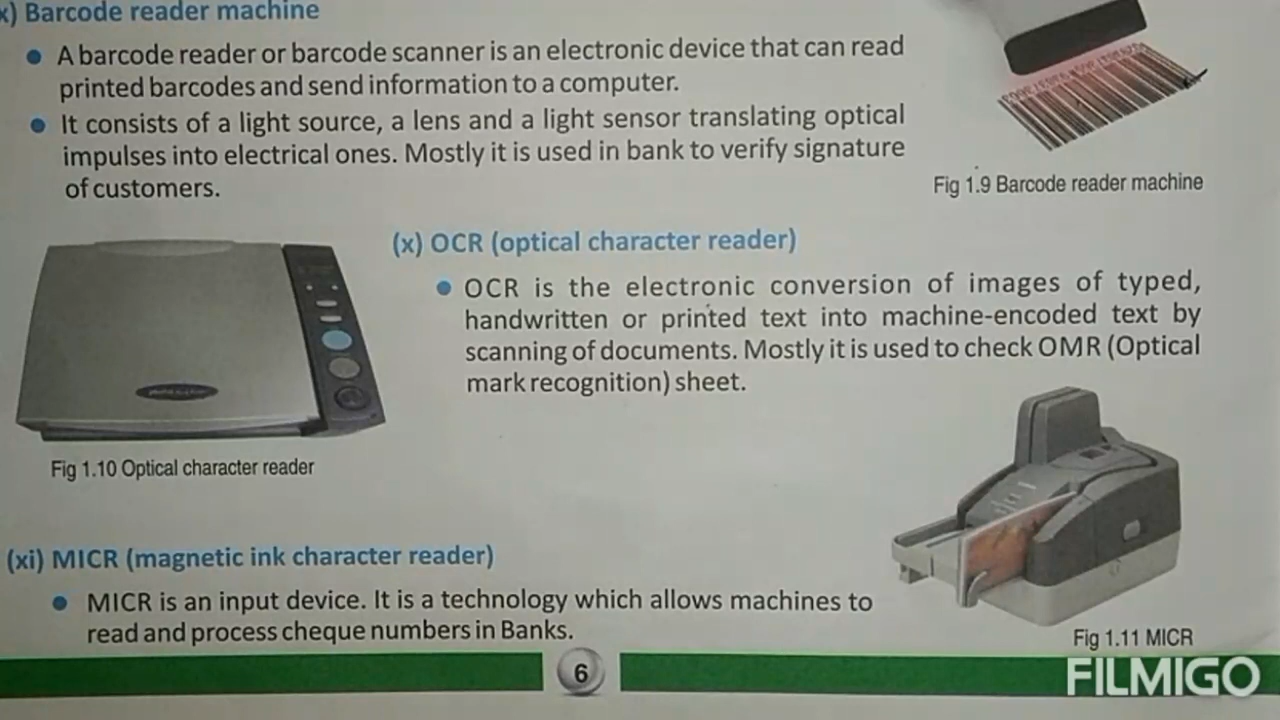 x) Barcode reader machine
A barcode reader or barcode scanner is an electronic device that can read
printed barcodes and send information to a computer.
It consists of a light source, a lens and a light sensor translating optical
impulses into electrical ones. Mostly it is used in bank to verify signature
of customers.
Fig 1.9 Barcode reader machine
(x) OCR (optical character reader)
OCR is the electronic conversion of images of typed,
handwritten or printed text into machine-encoded text by
scanning of documents. Mostly it is used to check OMR (Optical
mark recognition) sheet.
Fig 1.10 Optical character reader
(xi) MICR (magnetic ink character reader)
MICR is an input device. It is a technology which allows machines to
read and process cheque numbers in Banks.
Fig 1.11 MICR
6
FILMIGO